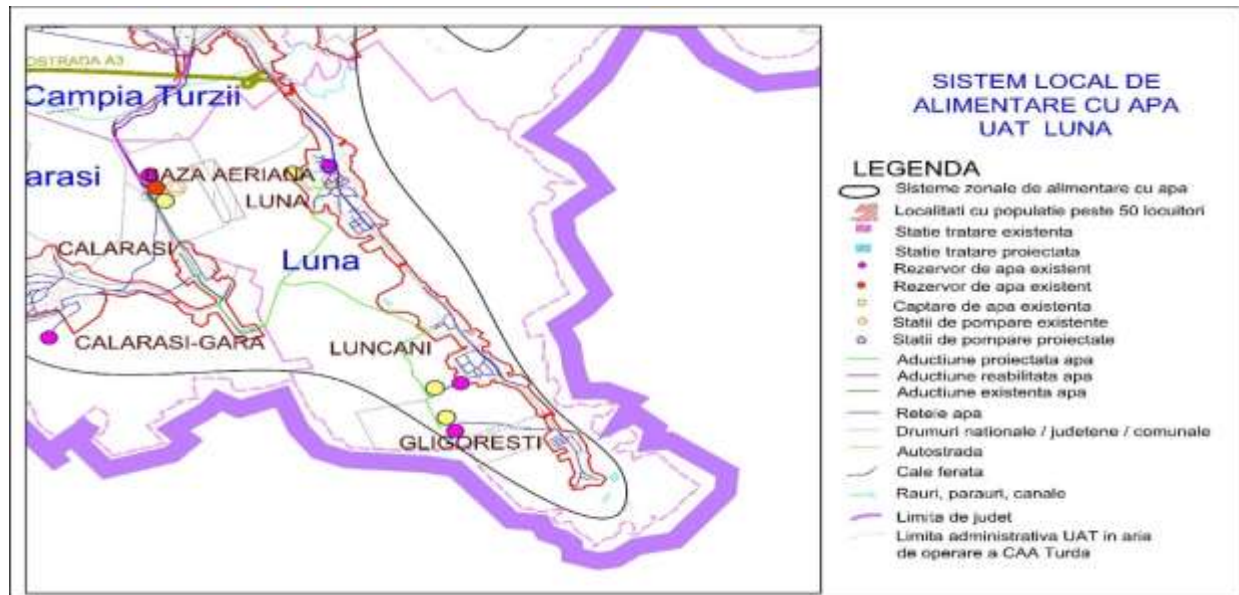 OSTRADA A3
Campia Turzii
arasi
BAZA AERIANA
LUNA
CALARASI
Luna
CALARASI-GARA
LUNCANI
GLIGORESTI
SISTEM LOCAL DE
ALIMENTARE CU APA
UAT LUNA
LEGENDA
Sisteme zonale de alimentare cu apa
Localitati cu populatie peste 50 locuitori
Statie tratare existenta
Statie tratare proiectata
Rezervor de apa existent
Rezervor de apa existent
Captare de apa existenta
Statii de pompare existente
Statii de pompare proiectate
Aductiune proiectata apa
Aductiune reabilitata apa
Aductiune existenta apa
Retele apa
Drumuri nationale / judetene / comunale
Autostrada
Cale ferata
Rauri, parauri, canale
Limita de judet
Limita administrativa UAT in aria
de operare a CAA Turda